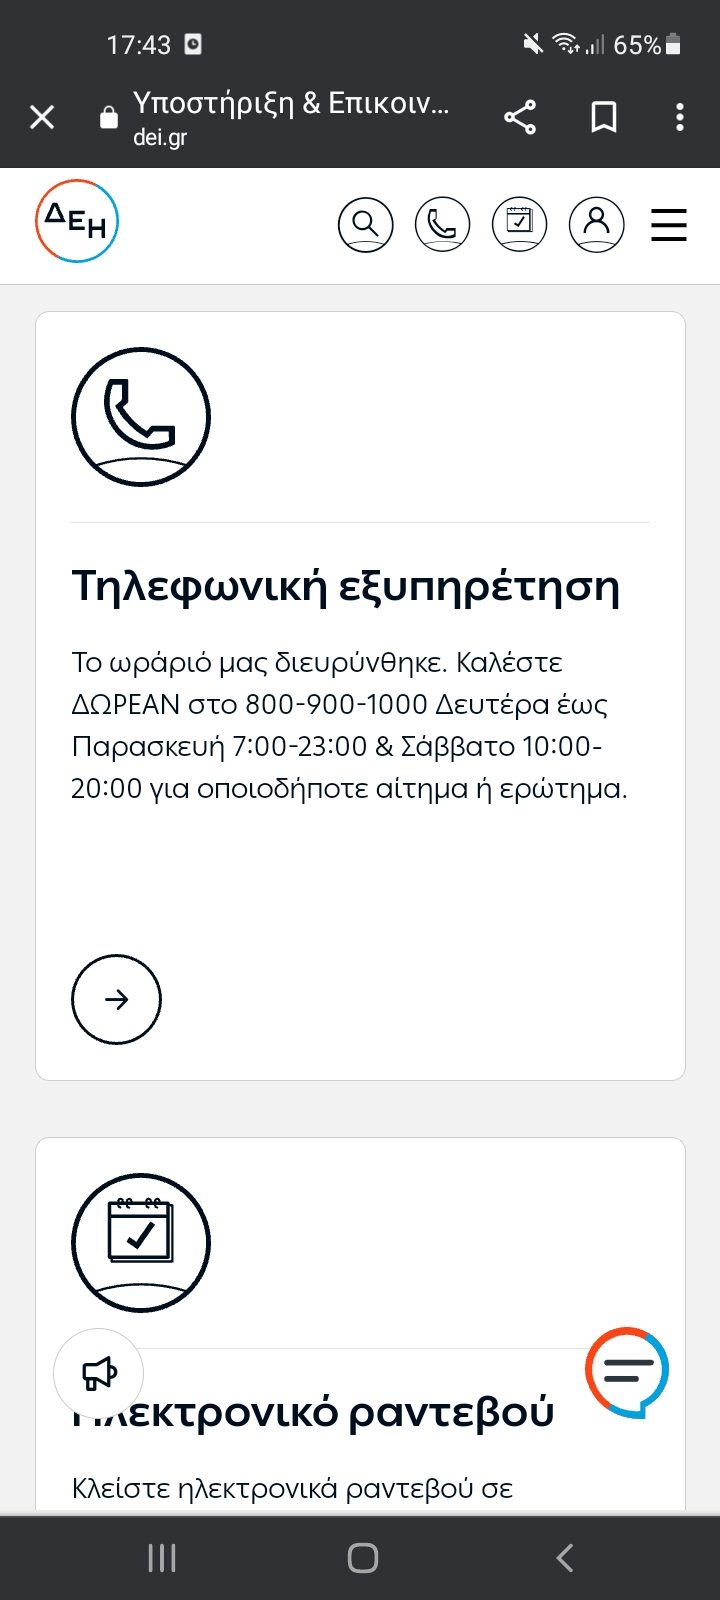 17:43
65%
Υποστήριξη & Επικοιν...
dei.gr
ΔΕΗ
Τηλεφωνική εξυπηρέτηση
Το ωράριό μας διευρύνθηκε. Καλέστε
ΔΩΡΕΑΝ στο 800-900-1000 Δευτέρα έως
Παρασκευή 7:00-23:00 & Σάββατο 10:00-
20:00 για οποιοδήποτε αίτημα ή ερώτημα.
Ηλεκτρονικό ραντεβού
Κλείστε ηλεκτρονικά ραντεβού σε